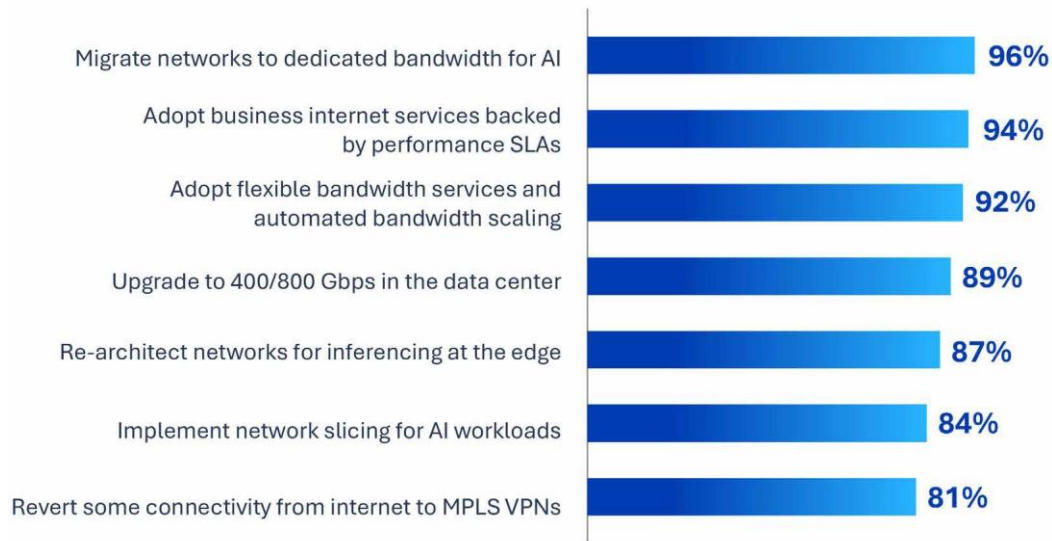 Migrate networks to dedicated bandwidth for AI 96%
Adopt business internet services backed
by performance SLAs 94%
Adopt flexible bandwidth services and
automated bandwidth scaling 92%
Upgrade to 400/800 Gbps in the data center 89%
Re-architect networks for inferencing at the edge 87%
Implement network slicing for AI workloads 84%
Revert some connectivity from internet to MPLS VPNs 81%